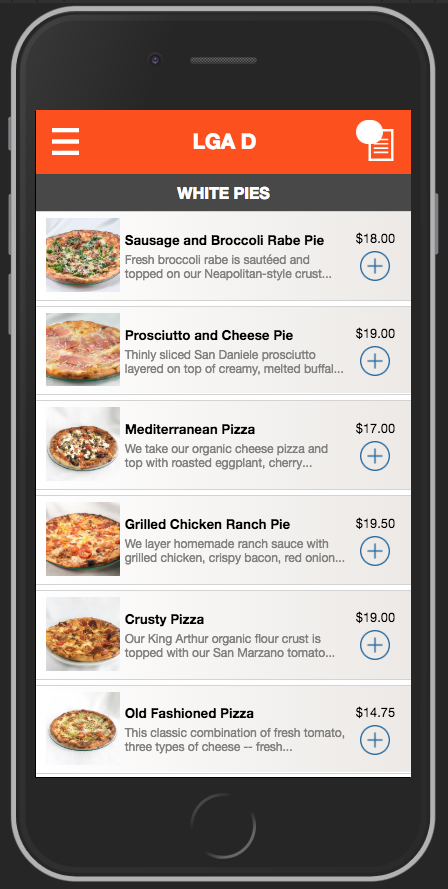 LGA D
WHITE PIES
Sausage and Broccoli Rabe Pie
$18.00
Fresh broccoli rabe is sautéed and
topped on our Neapolitan-style crust...
Prosciutto and Cheese Pie
$19.00
Thinly sliced San Daniele prosciutto
layered on top of creamy, melted buffal...
Mediterranean Pizza
$17.00
We take our organic cheese pizza and
top with roasted eggplant, cherry...
Grilled Chicken Ranch Pie
$19.50
We layer homemade ranch sauce with
grilled chicken, crispy bacon, red onion...
Crusty Pizza
$19.00
Our King Arthur organic flour crust is
topped with our San Marzano tomato...
Old Fashioned Pizza
$14.75
This classic combination of fresh tomato,
three types of cheese -- fresh...